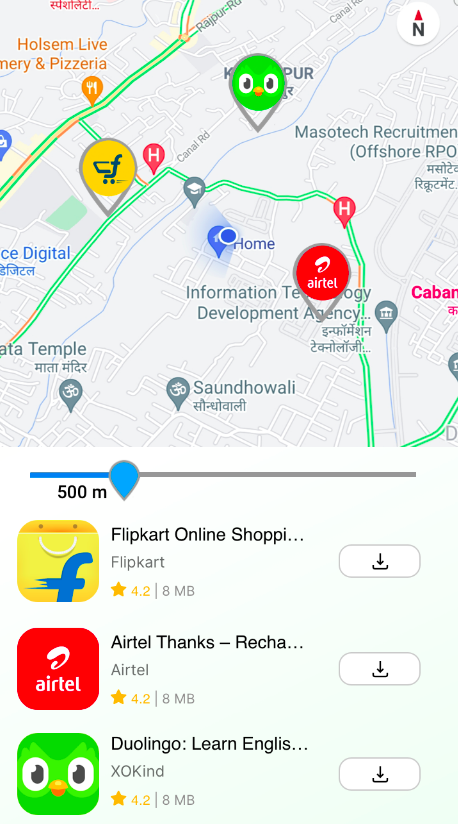 Rajpur-Rd
स्पेशलिटी...
Canal Rd
N
Holsem Live
mery & Pizzeria
PUR
Masotech Recruitmen
(Offshore RPO
मसोटेव
रिक्रूटमेंट.
H
Canal Rd
H
Home
ce Digital
डिजिटल
airtel
Information Te
Development Agency...
इन्फॉर्मेशन
टेक्नोलॉजी...
Caban
ata Temple
माता मंदिर
Saundhowali
सौन्धोवाली
500 m
Flipkart Online Shoppi...
Flipkart
4.2 | 8 MB
airtel
Airtel Thanks – Recha...
Airtel
4.2 | 8 MB
Duolingo: Learn Englis...
XOKind
4.2 | 8 MB